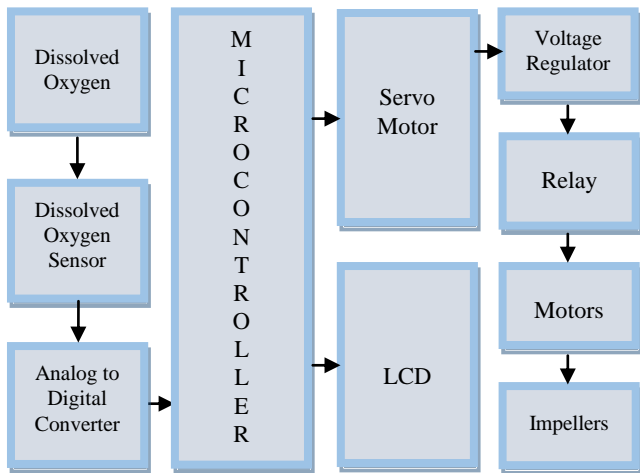 Dissolved
Oxygen
Dissolved
Oxygen
Sensor
Analog to
Digital
Converter
M
I
C
R
O
C
O
N
T
R
O
L
L
E
R
Servo
Motor
LCD
Voltage
Regulator
Relay
Motors
Impellers